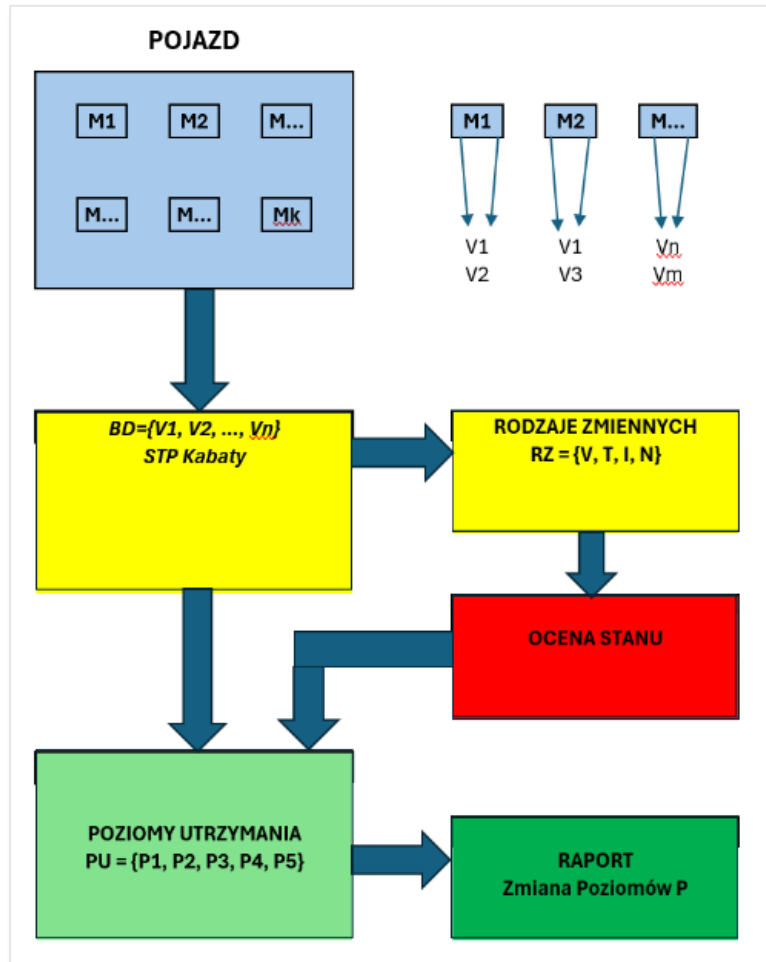 POJAZD
M1 M2 M...
M... M... Mk
M1 M2 M...
V1 V1 Vn
V2 V3 Vm
BD={V1, V2, ..., Vn}
STP Kabaty
RODZAJE ZMIENNYCH
RZ = {V, T, I, N}
OCENA STANU
POZIOMY UTRZYMANIA
PU = {P1, P2, P3, P4, P5}
RAPORT
Zmiana Poziomów P